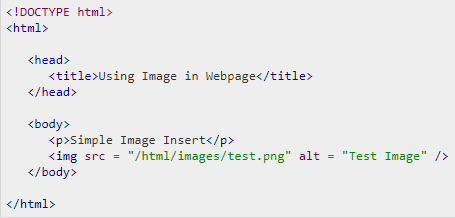 <!DOCTYPE html>
<html>
<head>
<title>Using Image in Webpage</title>
</head>
<body>
<p>Simple Image Insert</p>
<img src = "/html/images/test.png" alt = "Test Image" />
</body>
</html>